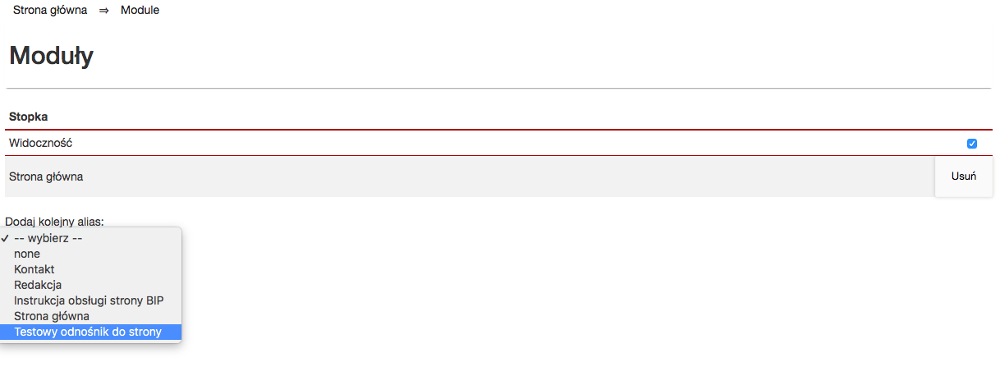 Strona główna ⇒ Module
Moduły
Stopka
Widoczność
Strona główna Usuń
Dodaj kolejny alias:
✓ -- wybierz --
none
Kontakt
Redakcja
Instrukcja obsługi strony BIP
Strona główna
Testowy odnośnik do strony